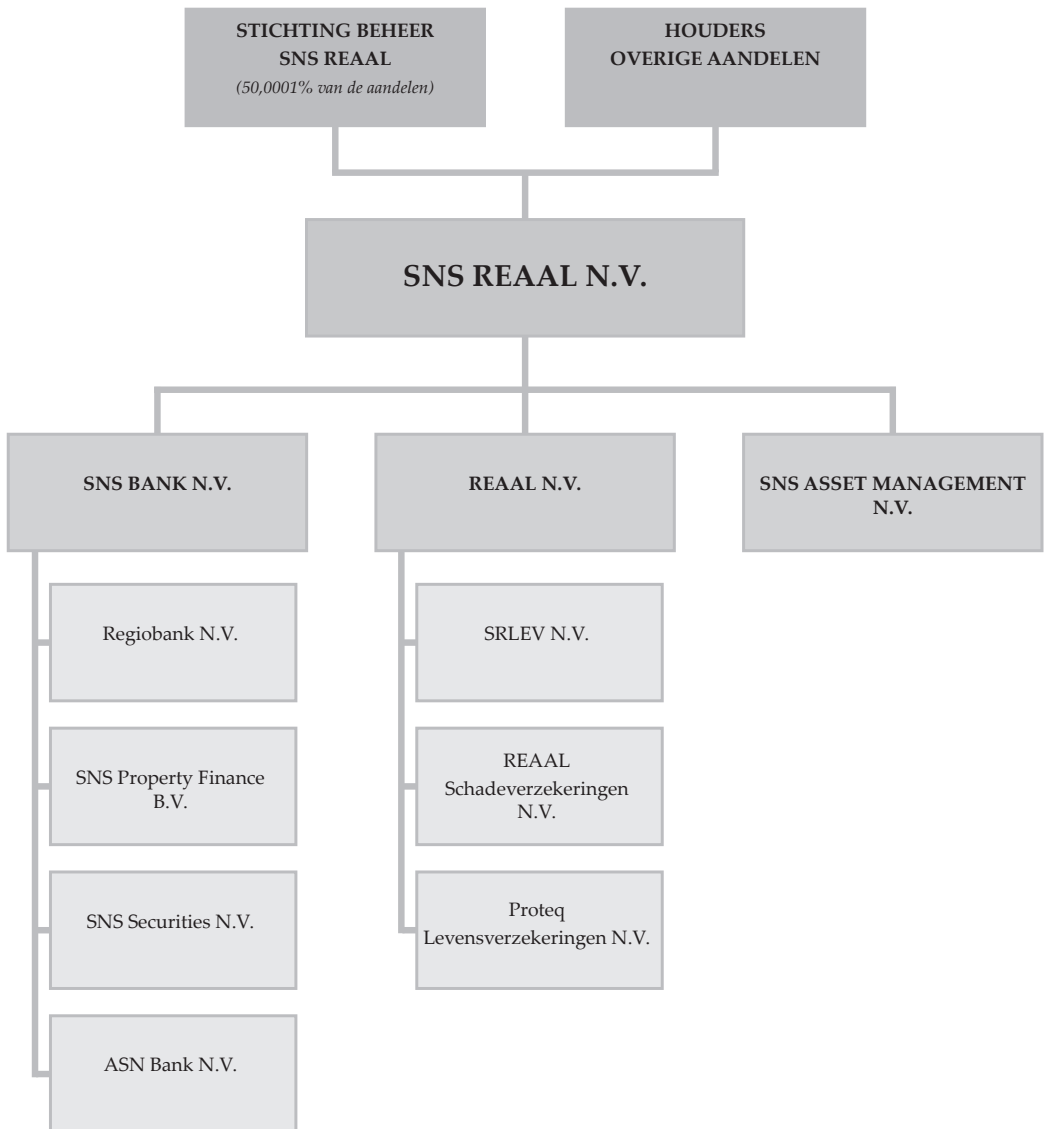 STICHTING BEHEER
SNS REAAL
(50,0001% van de aandelen)
HOUDERS
OVERIGE AANDELEN
SNS REAAL N.V.
SNS BANK N.V.
REAAL N.V.
SNS ASSET MANAGEMENT
N.V.
Regiobank N.V.
SNS Property Finance
B.V.
SNS Securities N.V.
ASN Bank N.V.
SRLEV N.V.
REAAL
Schadeverzekeringen
N.V.
Proteq
Levensverzekeringen N.V.